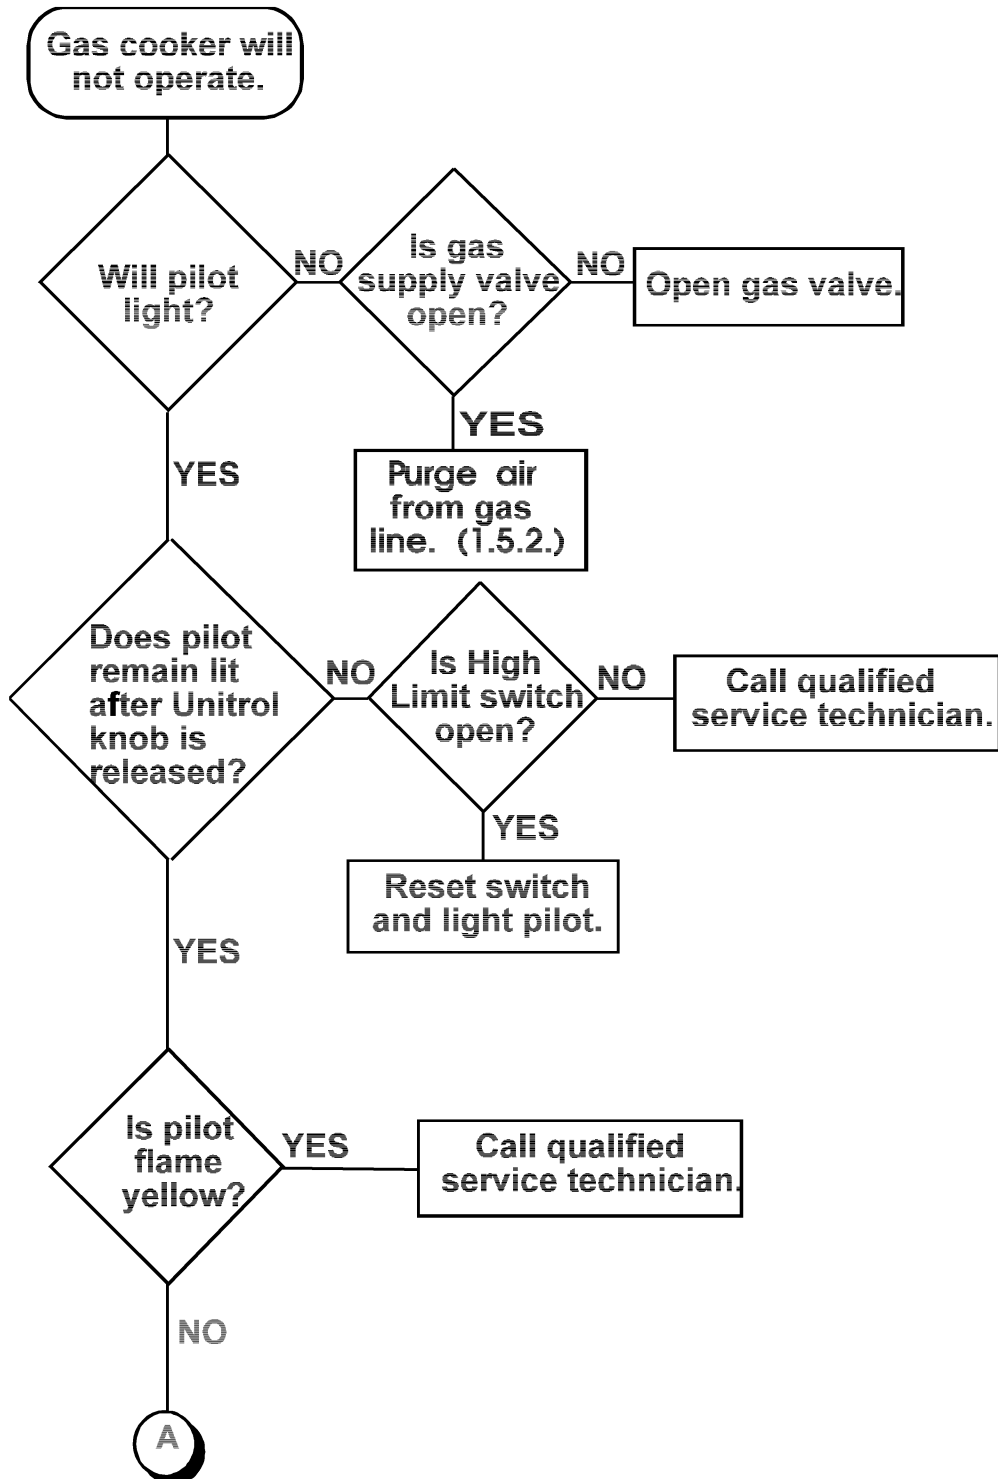 Gas cooker will
not operate.
Will pilot
light?
NO
Is gas
supply valve
open?
NO
Open gas valve.
YES
Purge air
from gas
line. (1.5.2.)
YES
Does pilot
remain lit
after Unitrol
knob is
released?
NO
Is High
Limit switch
open?
NO
Call qualified
service technician.
YES
Reset switch
and light pilot.
YES
Is pilot
flame
yellow?
YES
Call qualified
service technician.
NO
A